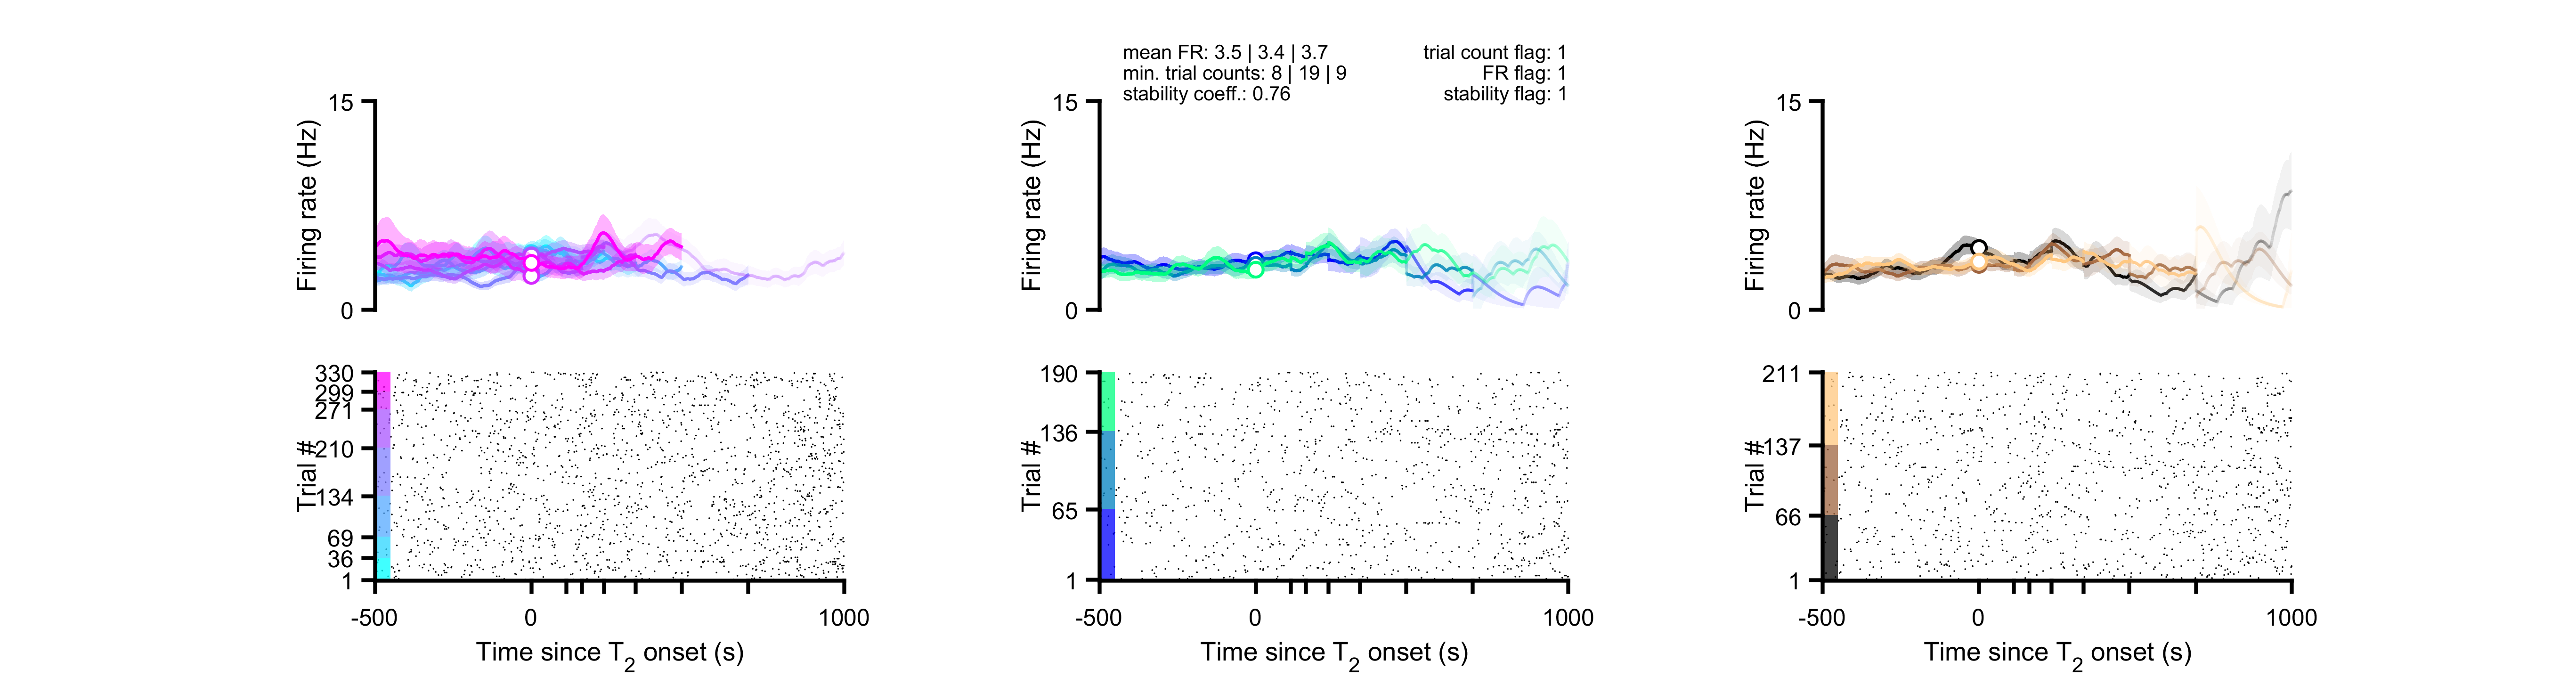 mean FR: 3.5 | 3.4 | 3.7
min. trial counts: 8 | 19 | 9
stability coeff.: 0.76
trial count flag: 1
FR flag: 1
stability flag: 1
15
0
Firing rate (Hz)
330
299
271
210
134
69
36
1
Trial #
-500
0
1000
Time since T2 onset (s)
15
0
Firing rate (Hz)
190
136
65
1
Trial #
-500
0
1000
Time since T2 onset (s)
15
0
Firing rate (Hz)
211
137
66
1
Trial #
-500
0
1000
Time since T2 onset (s)